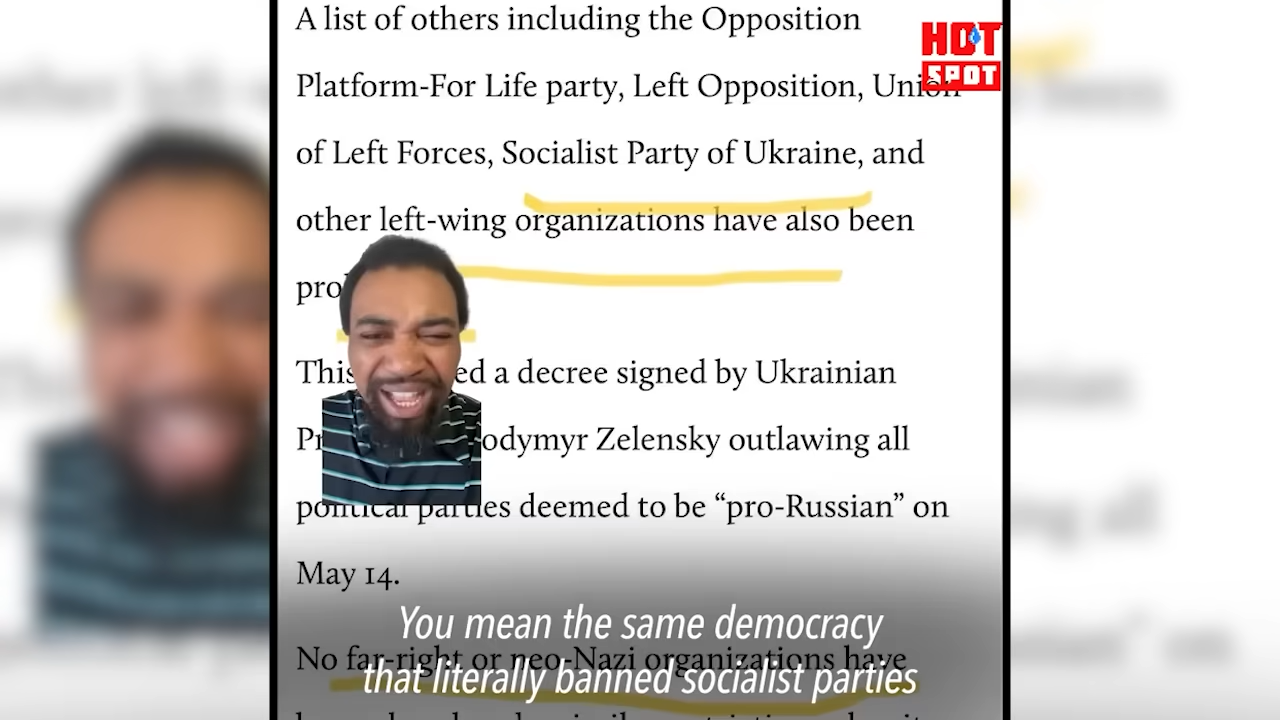 A list of others including the Opposition
HOT
SPOT
Platform-For Life party, Left Opposition, Union
of Left Forces, Socialist Party of Ukraine, and
other left-wing organizations have also been
This a decree signed by Ukrainian
Zelensky outlawing all
political parties deemed to be “pro-Russian” on
May 14.
You mean the same democracy
No far-right or neo-Nazi organizations have
that literally banned socialist parties